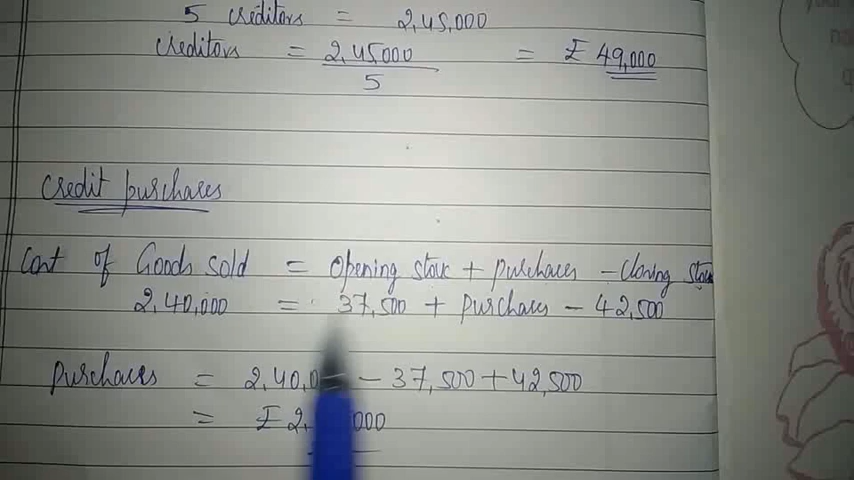 5 creditors = 2,45,000
creditors = 2,45,000 / 5 = £ 49,000
Credit purchases
Cost of Goods sold = opening stock + purchases - closing stock
2,40,000 = 37,500 + purchases - 42,500
Purchases = 2,40,0 - 37,500 + 42,500
= £ 2, 000